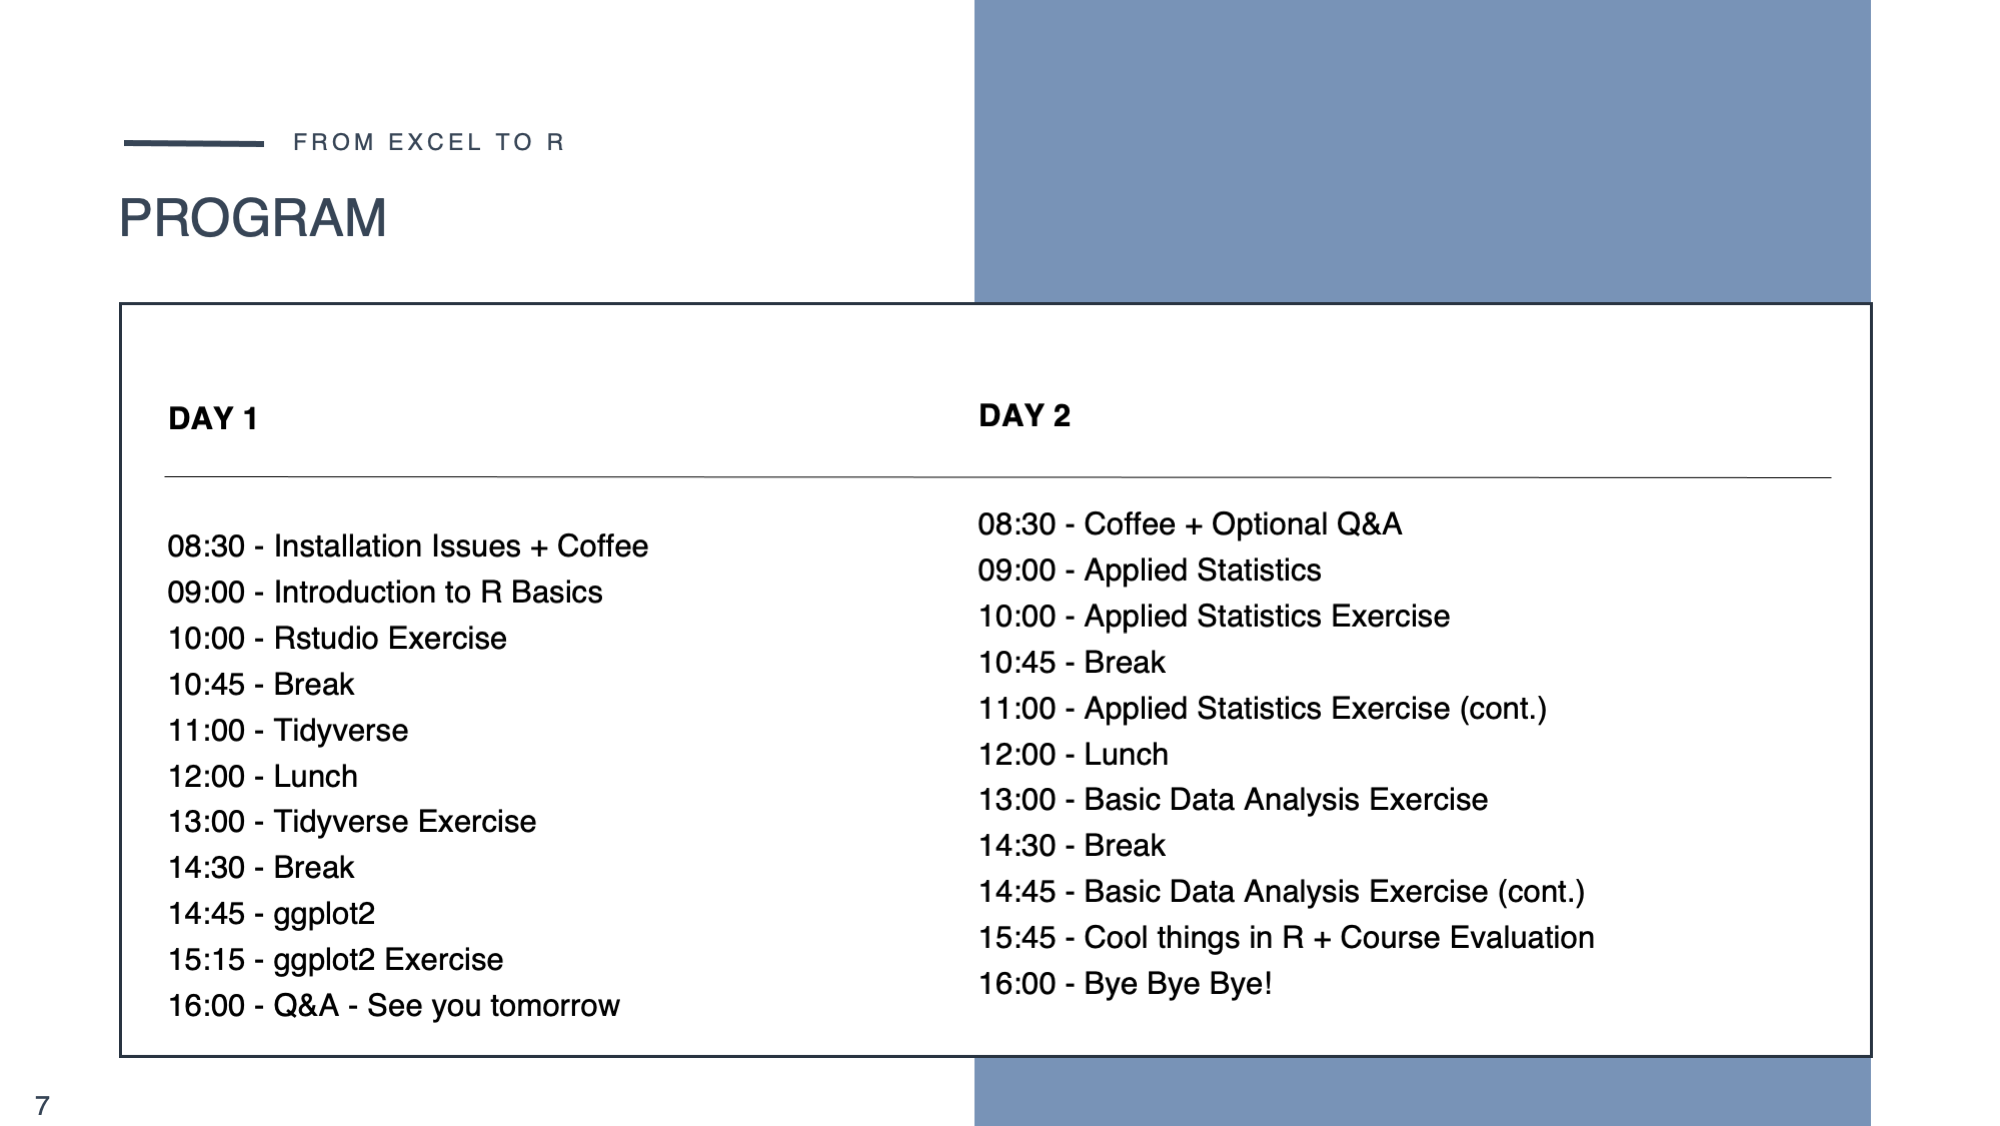 FROM EXCEL TO R
PROGRAM
DAY 1
08:30 - Installation Issues + Coffee
09:00 - Introduction to R Basics
10:00 - Rstudio Exercise
10:45 - Break
11:00 - Tidyverse
12:00 - Lunch
13:00 - Tidyverse Exercise
14:30 - Break
14:45 - ggplot2
15:15 - ggplot2 Exercise
16:00 - Q&A - See you tomorrow
DAY 2
08:30 - Coffee + Optional Q&A
09:00 - Applied Statistics
10:00 - Applied Statistics Exercise
10:45 - Break
11:00 - Applied Statistics Exercise (cont.)
12:00 - Lunch
13:00 - Basic Data Analysis Exercise
14:30 - Break
14:45 - Basic Data Analysis Exercise (cont.)
15:45 - Cool things in R + Course Evaluation
16:00 - Bye Bye Bye!
7